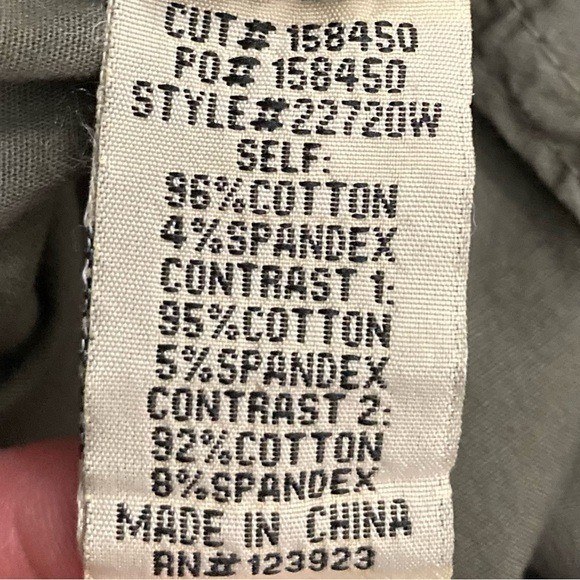 CUT# 158450
PO# 158450
STYLE#22720W
SELF:
96%COTTON
4%SPANDEX
CONTRAST 1:
95%COTTON
5%SPANDEX
CONTRAST 2:
92%COTTON
8%SPANDEX
MADE IN CHINA
RN# 123923